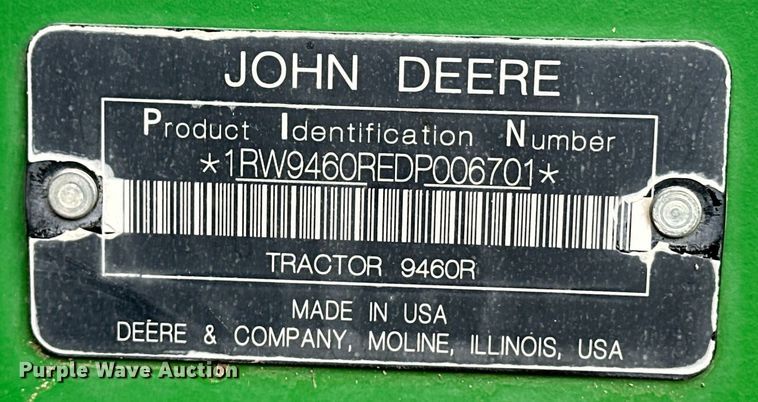 JOHN DEERE
Product Identification Number
*1RW9460REDP006701*
TRACTOR 9460R
MADE IN USA
DEERE & COMPANY, MOLINE, ILLINOIS, USA
Purple Wave Auction